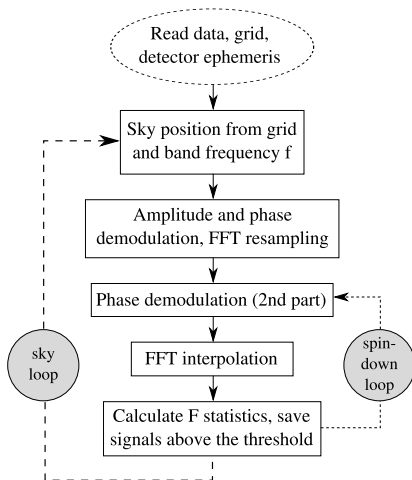 Read data, grid,
detector ephemeris
Sky position from grid
and band frequency f
Amplitude and phase
demodulation, FFT resampling
Phase demodulation (2nd part)
FFT interpolation
Calculate F statistics, save
signals above the threshold
sky
loop
spin-
down
loop